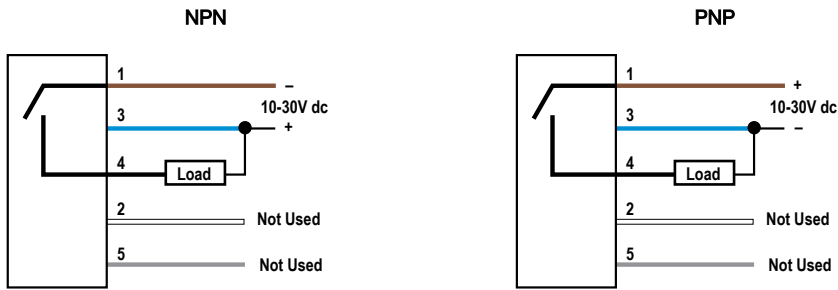 NPN
1
–
10-30V dc
3
+
4
Load
2
Not Used
5
Not Used
PNP
1
+
10-30V dc
3
–
4
Load
2
Not Used
5
Not Used